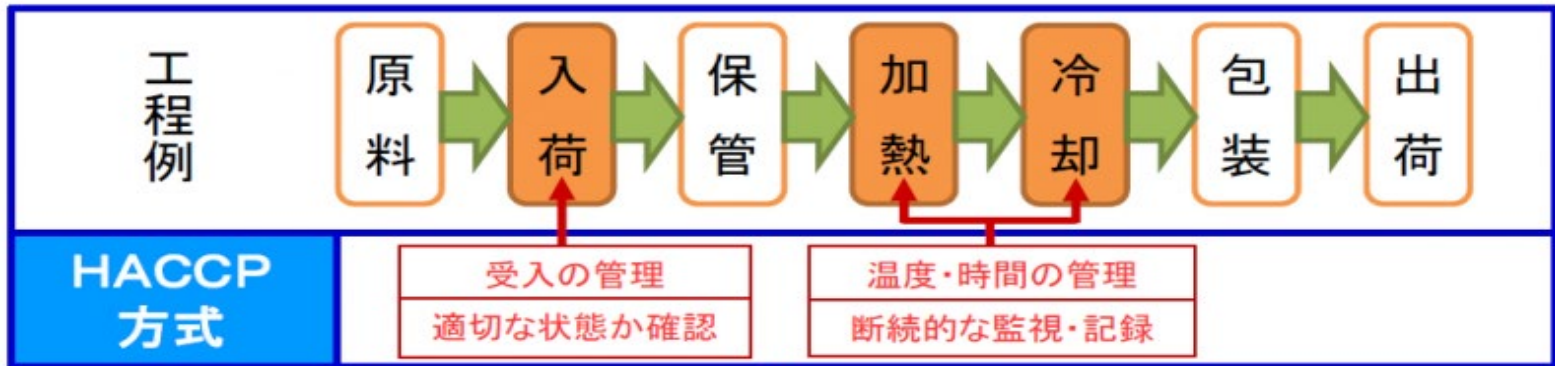 工程例
原料
入荷
保管
加熱
冷却
包装
出荷
HACCP
方式
受入の管理
適切な状態か確認
温度・時間の管理
断続的な監視・記録